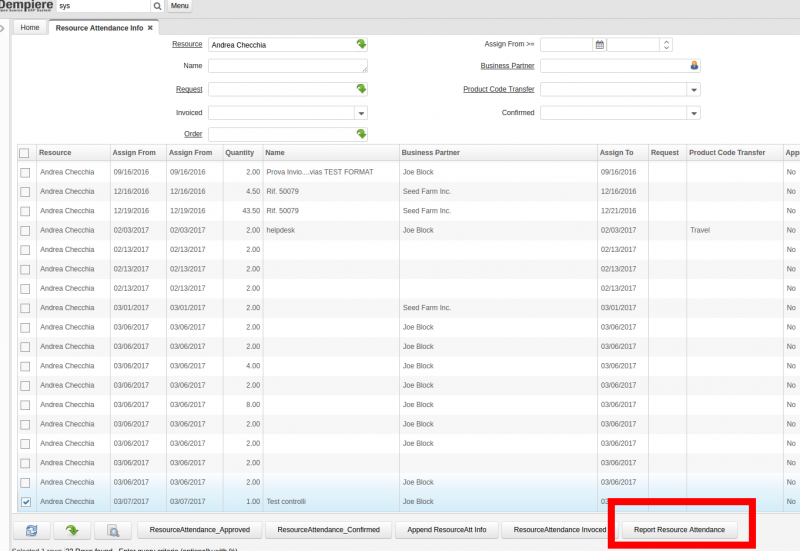 Dempiere
sys
Menu
Home
Resource Attendance Info ✖
Resource Andrea Checchia Assign From >=
Name Business Partner
Request Product Code Transfer
Invoiced Confirmed
Order
Resource Assign From Assign From Quantity Name Business Partner Assign To Request Product Code Transfer App
Andrea Checchia 09/16/2016 09/16/2016 2.00 Prova Invio....vias TEST FORMAT Joe Block 09/16/2016 No
Andrea Checchia 12/16/2016 12/16/2016 4.50 Rif. 50079 Seed Farm Inc. 12/16/2016 No
Andrea Checchia 12/19/2016 12/19/2016 43.50 Rif. 50079 Seed Farm Inc. 12/21/2016 No
Andrea Checchia 02/03/2017 02/03/2017 2.00 helpdesk Joe Block 02/03/2017 Travel No
Andrea Checchia 02/13/2017 02/13/2017 2.00 02/13/2017 No
Andrea Checchia 02/13/2017 02/13/2017 2.00 02/13/2017 No
Andrea Checchia 02/13/2017 02/13/2017 2.00 02/13/2017 No
Andrea Checchia 03/01/2017 03/01/2017 2.00 Seed Farm Inc. 03/01/2017 No
Andrea Checchia 03/06/2017 03/06/2017 2.00 Joe Block 03/06/2017 No
Andrea Checchia 03/06/2017 03/06/2017 2.00 Joe Block 03/06/2017 No
Andrea Checchia 03/06/2017 03/06/2017 4.00 Joe Block 03/06/2017 No
Andrea Checchia 03/06/2017 03/06/2017 2.00 Joe Block 03/06/2017 No
Andrea Checchia 03/06/2017 03/06/2017 8.00 Joe Block 03/06/2017 No
Andrea Checchia 03/06/2017 03/06/2017 2.00 Joe Block 03/06/2017 No
Andrea Checchia 03/06/2017 03/06/2017 2.00 Joe Block 03/06/2017 No
Andrea Checchia 03/06/2017 03/06/2017 2.00 03/06/2017 No
Andrea Checchia 03/06/2017 03/06/2017 2.00 Joe Block 03/06/2017 No
Andrea Checchia 03/07/2017 03/07/2017 1.00 Test controlli Joe Block No
ResourceAttendance_Approved ResourceAttendance_Confirmed Append ResourceAtt Info ResourceAttendance Invoced Report Resource Attendance